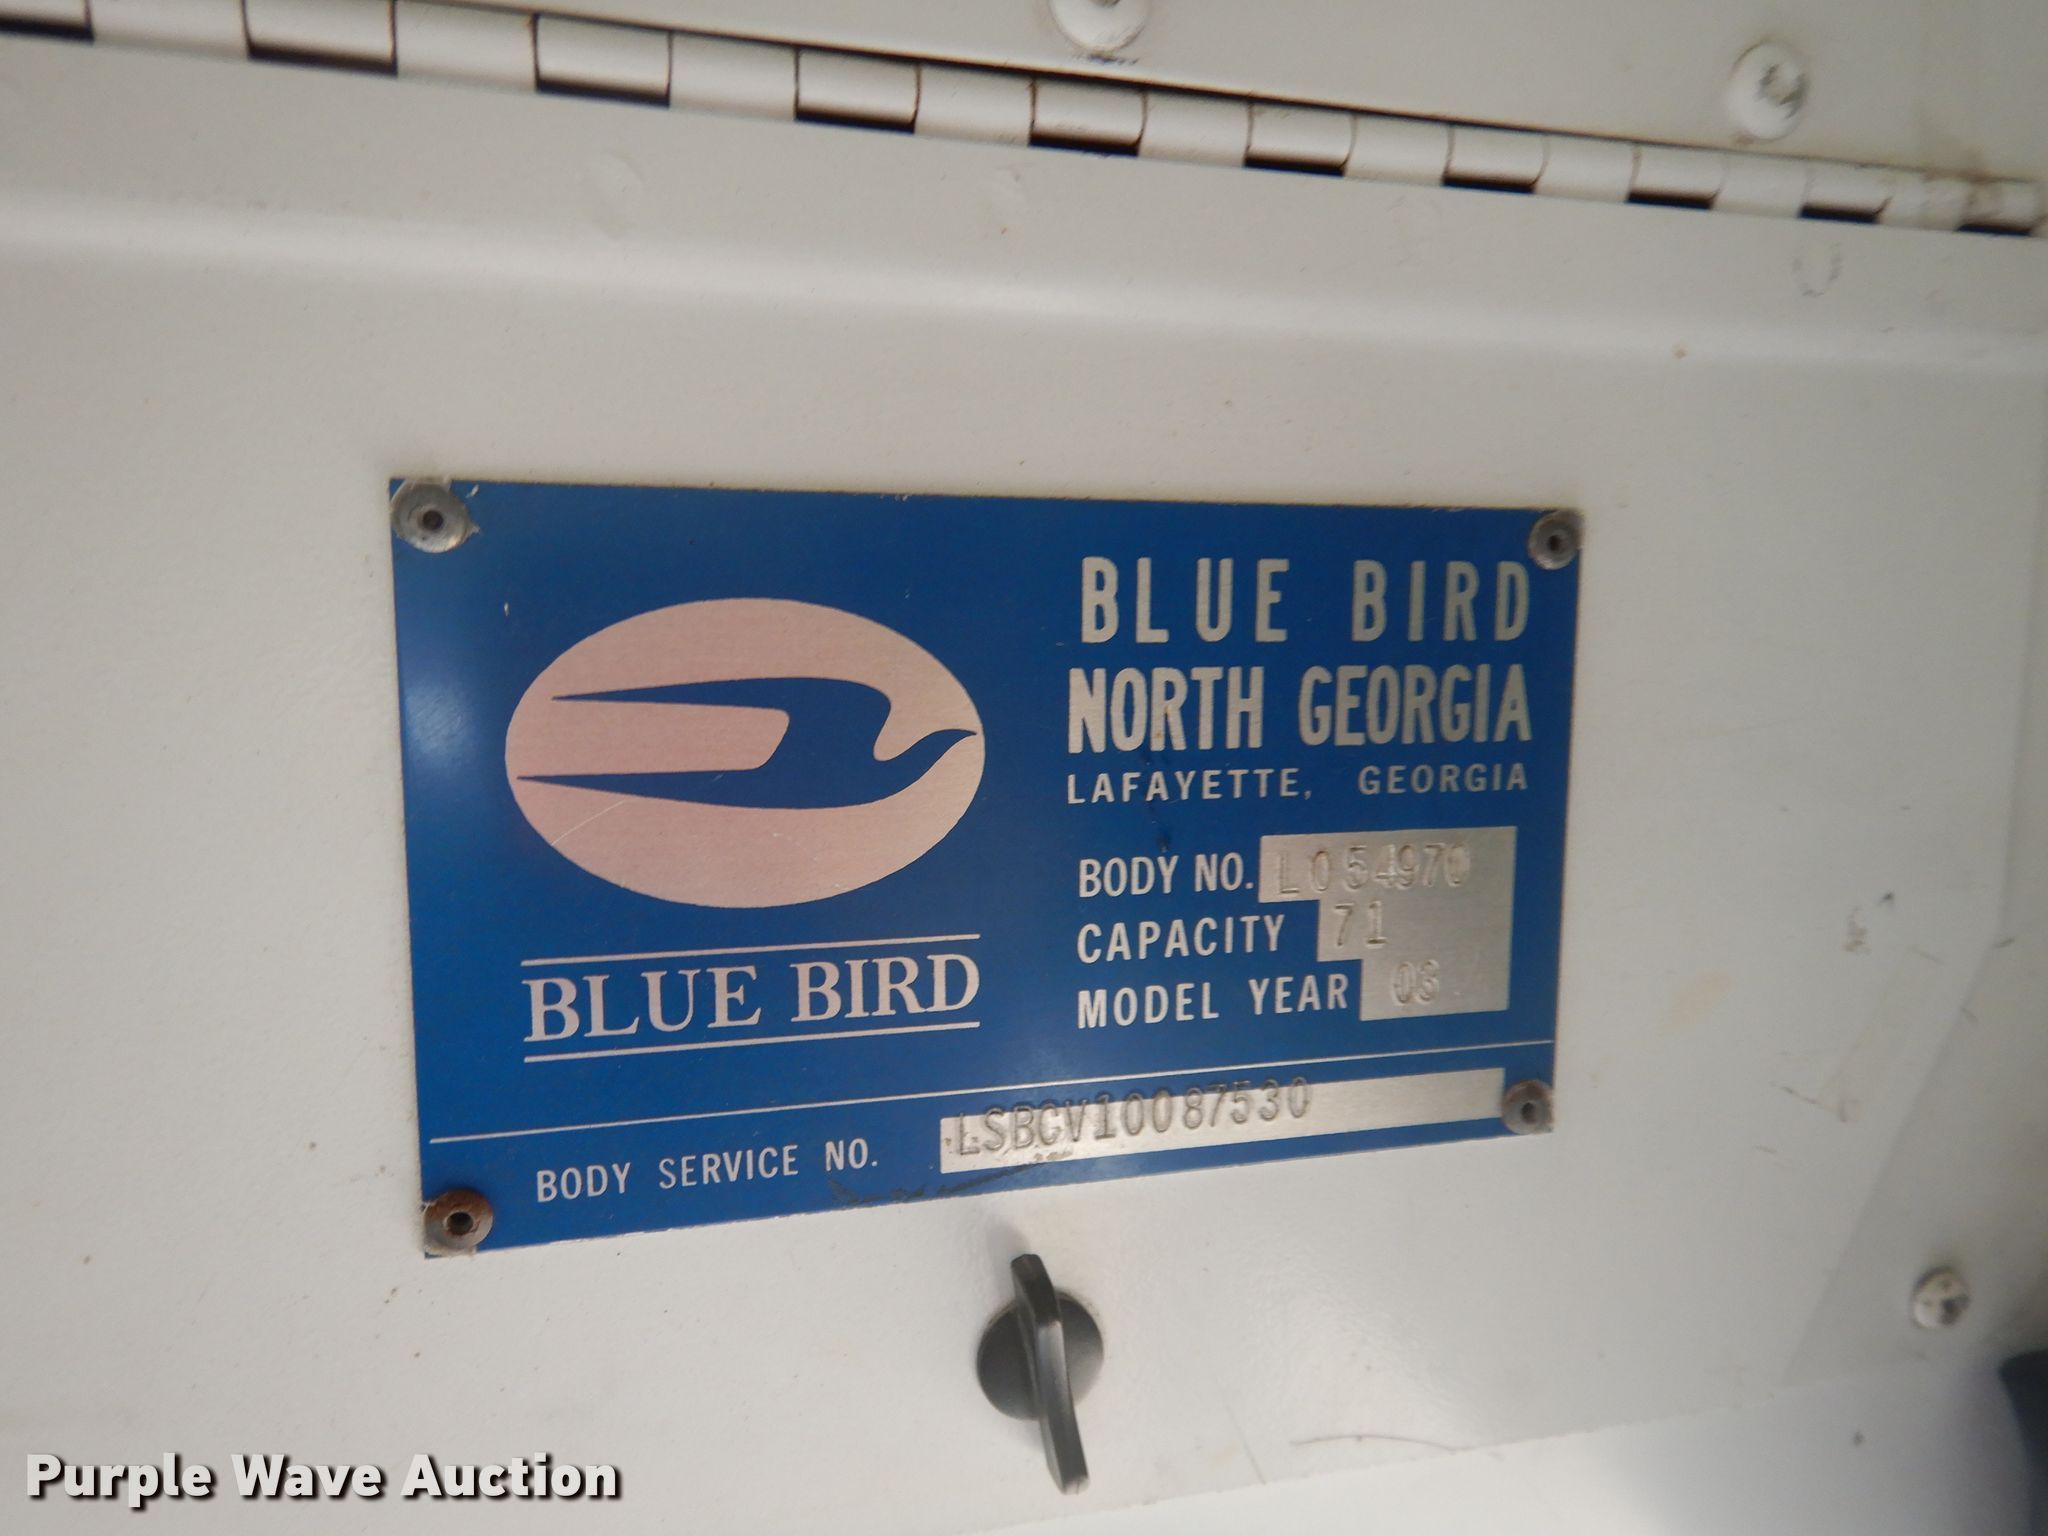 BLUE BIRD
NORTH GEORGIA
LAFAYETTE, GEORGIA
BODY NO. L054970
CAPACITY 71
MODEL YEAR 03
BLUE BIRD
BODY SERVICE NO. LSBCV10087530
Purple Wave Auction